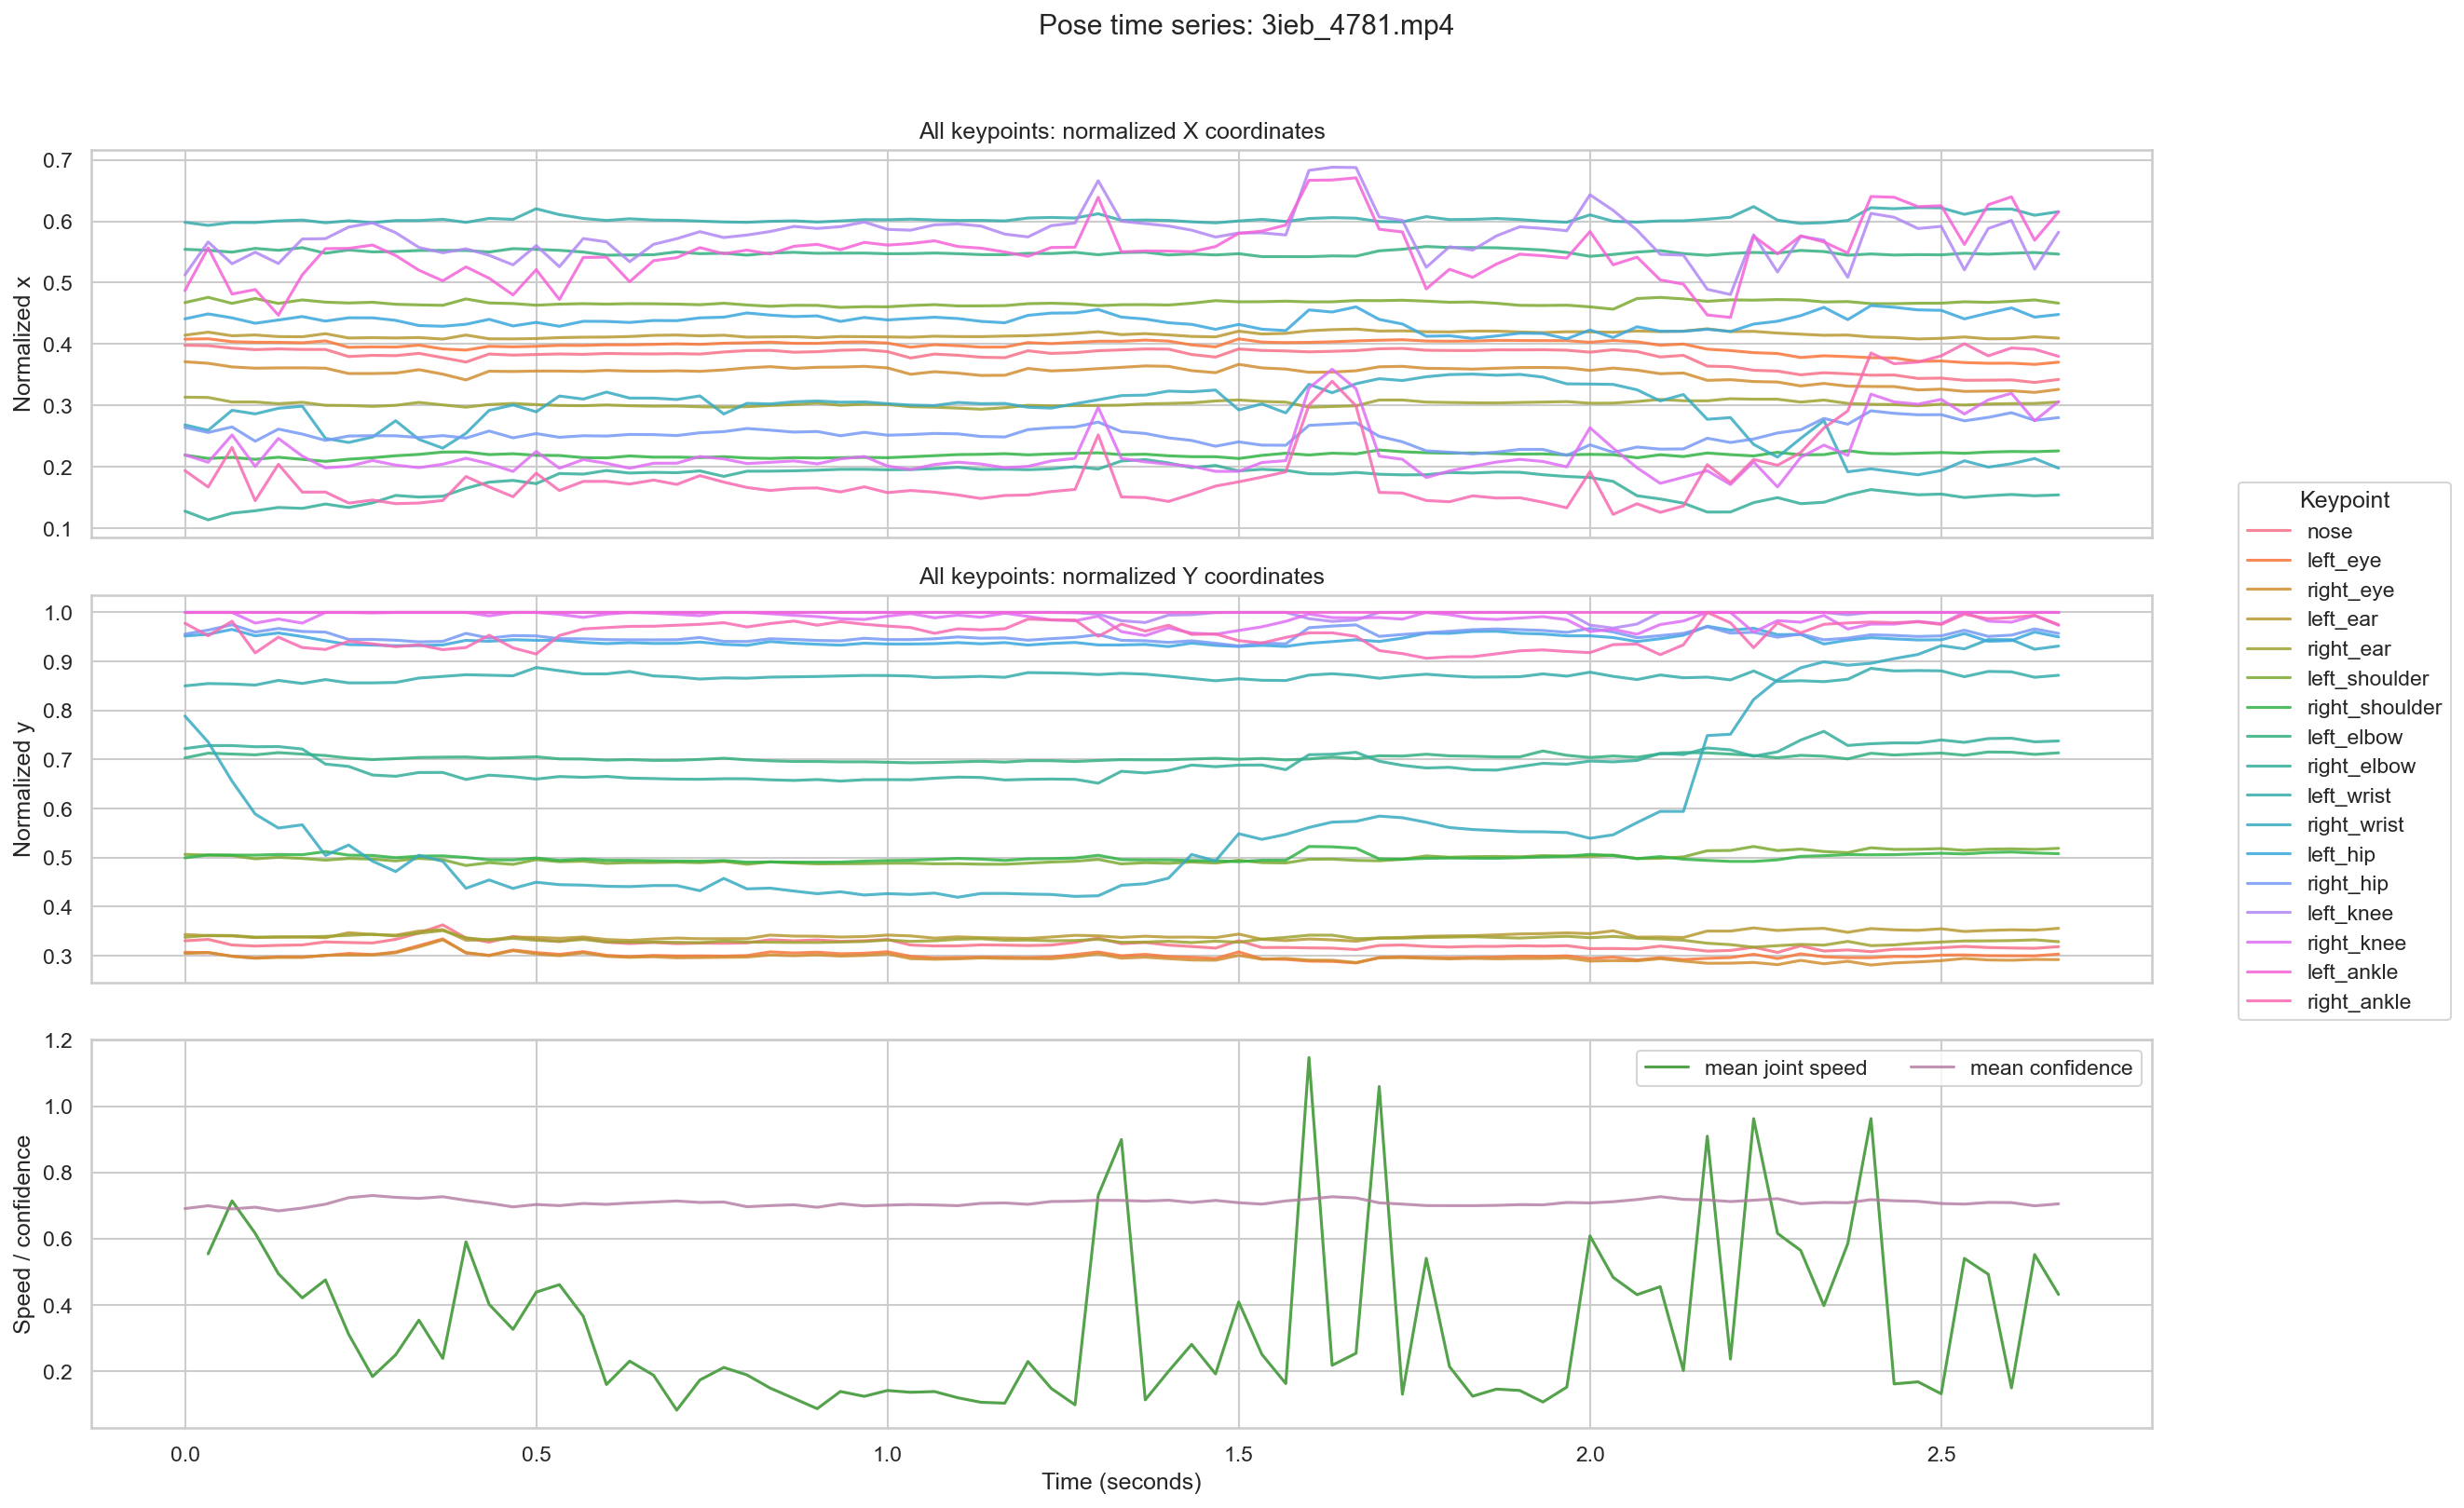 Pose time series: 3ieb_4781.mp4
All keypoints: normalized X coordinates
Normalized x
0.7
0.6
0.5
0.4
0.3
0.2
0.1
All keypoints: normalized Y coordinates
Normalized y
1.0
0.9
0.8
0.7
0.6
0.5
0.4
0.3
Speed / confidence
1.2
1.0
0.8
0.6
0.4
0.2
mean joint speed
mean confidence
0.0
0.5
1.0
1.5
2.0
2.5
Time (seconds)
Keypoint
nose
left_eye
right_eye
left_ear
right_ear
left_shoulder
right_shoulder
left_elbow
right_elbow
left_wrist
right_wrist
left_hip
right_hip
left_knee
right_knee
left_ankle
right_ankle